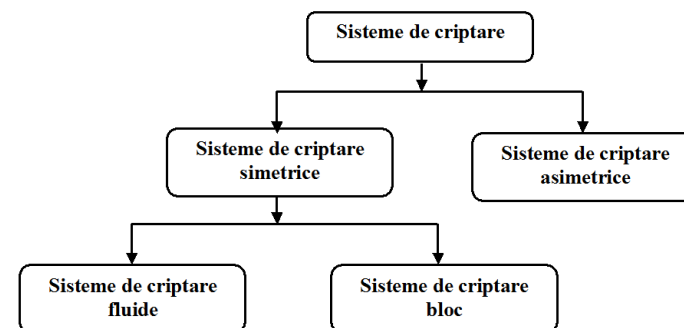 Sisteme de criptare
Sisteme de criptare
simetrice
Sisteme de criptare
asimetrice
Sisteme de criptare
fluide
Sisteme de criptare
bloc